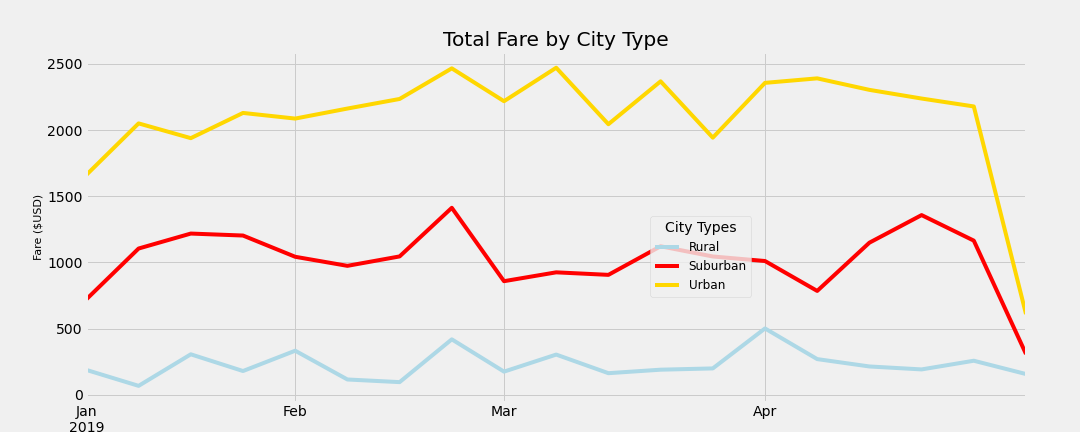 Total Fare by City Type
2500
2000
1500
1000
500
0
Fare ($USD)
City Types
Rural
Suburban
Urban
Jan Feb Mar Apr
2019